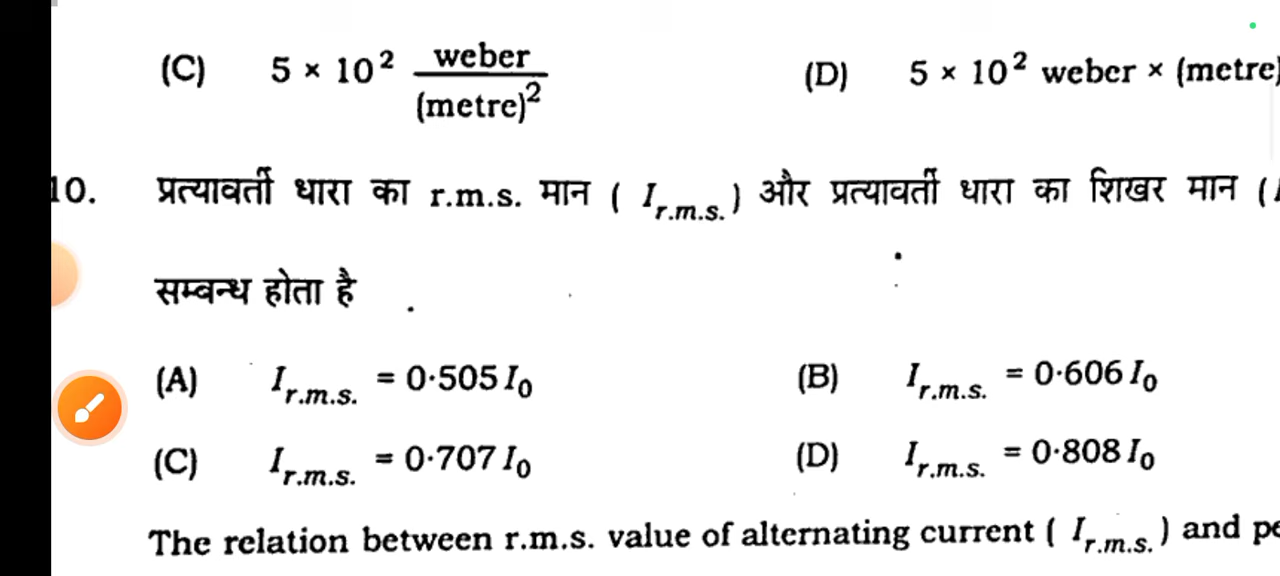 (C) 5 × 10² weber/(metre)² (D) 5 × 10² weber × (metre)
10. प्रत्यावर्ती धारा का r.m.s. मान ( I_r.m.s. ) और प्रत्यावर्ती धारा का शिखर मान (
सम्बन्ध होता है
(A) I_r.m.s. = 0·505 I₀ (B) I_r.m.s. = 0·606 I₀
(C) I_r.m.s. = 0·707 I₀ (D) I_r.m.s. = 0·808 I₀
The relation between r.m.s. value of alternating current ( I_r.m.s. ) and